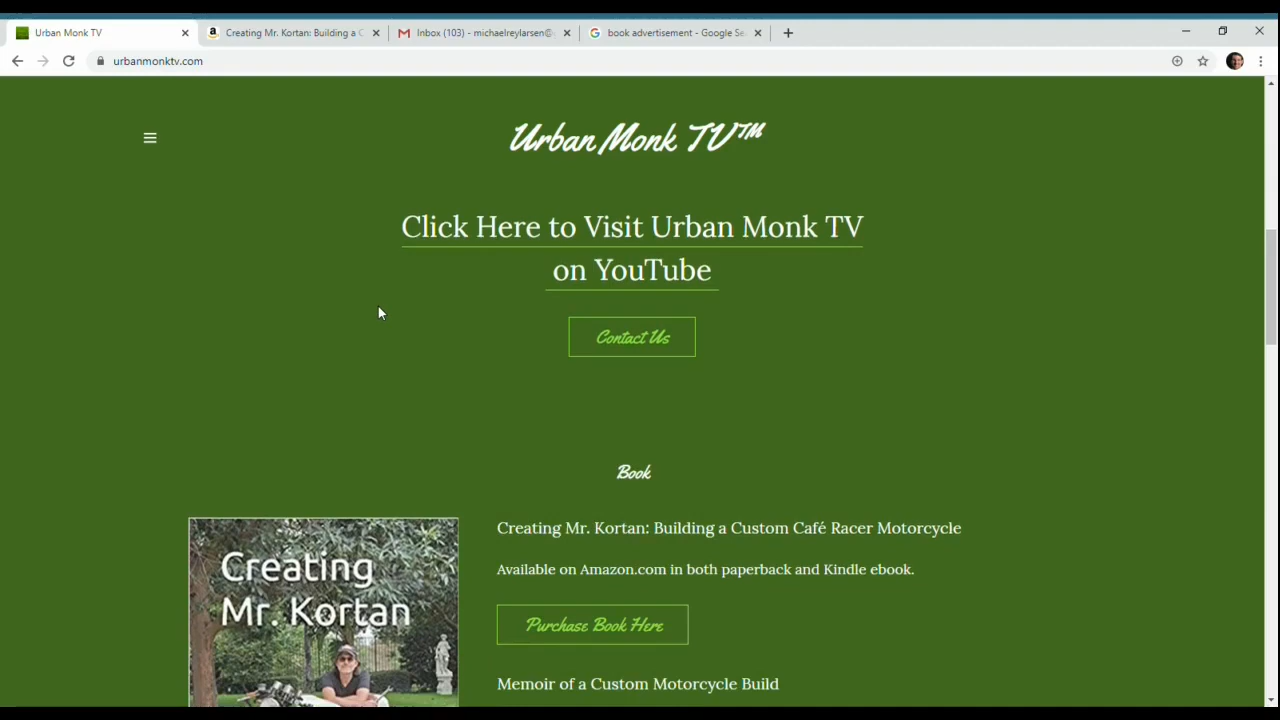 Urban Monk TV
Creating Mr. Kortan: Building a C
Inbox (103) - michaelreylarsen@
book advertisement - Google Se
urbanmonktv.com
Urban Monk TV™
Click Here to Visit Urban Monk TV
on YouTube
Contact Us
Book
Creating Mr. Kortan: Building a Custom Café Racer Motorcycle
Available on Amazon.com in both paperback and Kindle ebook.
Purchase Book Here
Memoir of a Custom Motorcycle Build
Creating
Mr. Kortan